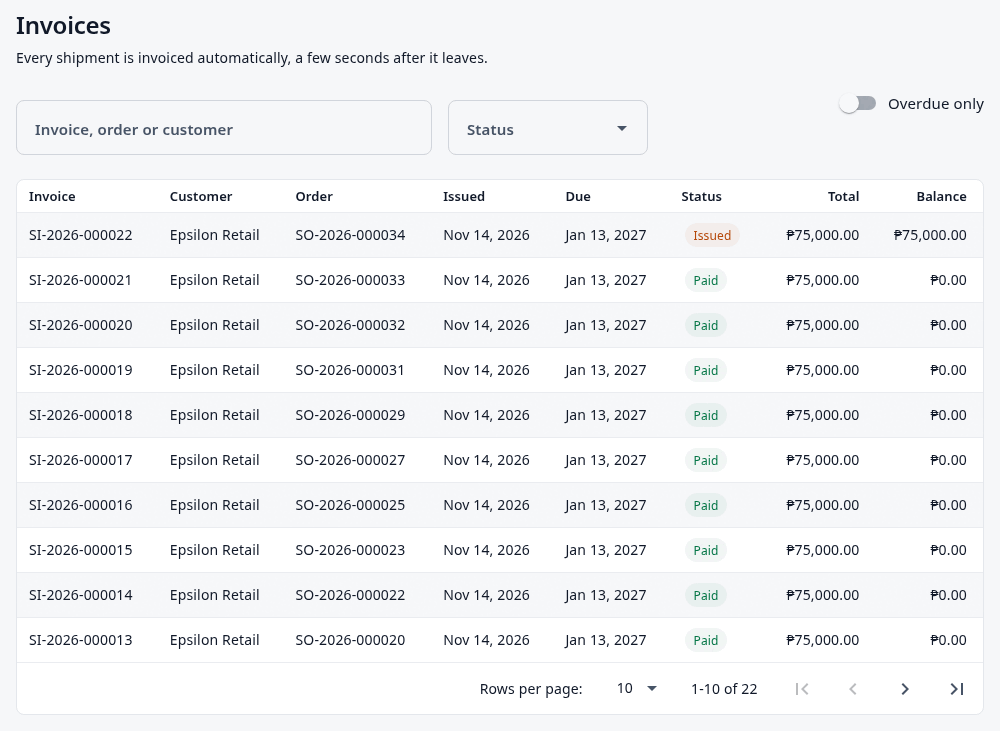 Invoices
Every shipment is invoiced automatically, a few seconds after it leaves.
Invoice, order or customer
Status
Overdue only
Invoice Customer Order Issued Due Status Total Balance
SI-2026-000022 Epsilon Retail SO-2026-000034 Nov 14, 2026 Jan 13, 2027 Issued ₱75,000.00 ₱75,000.00
SI-2026-000021 Epsilon Retail SO-2026-000033 Nov 14, 2026 Jan 13, 2027 Paid ₱75,000.00 ₱0.00
SI-2026-000020 Epsilon Retail SO-2026-000032 Nov 14, 2026 Jan 13, 2027 Paid ₱75,000.00 ₱0.00
SI-2026-000019 Epsilon Retail SO-2026-000031 Nov 14, 2026 Jan 13, 2027 Paid ₱75,000.00 ₱0.00
SI-2026-000018 Epsilon Retail SO-2026-000029 Nov 14, 2026 Jan 13, 2027 Paid ₱75,000.00 ₱0.00
SI-2026-000017 Epsilon Retail SO-2026-000027 Nov 14, 2026 Jan 13, 2027 Paid ₱75,000.00 ₱0.00
SI-2026-000016 Epsilon Retail SO-2026-000025 Nov 14, 2026 Jan 13, 2027 Paid ₱75,000.00 ₱0.00
SI-2026-000015 Epsilon Retail SO-2026-000023 Nov 14, 2026 Jan 13, 2027 Paid ₱75,000.00 ₱0.00
SI-2026-000014 Epsilon Retail SO-2026-000022 Nov 14, 2026 Jan 13, 2027 Paid ₱75,000.00 ₱0.00
SI-2026-000013 Epsilon Retail SO-2026-000020 Nov 14, 2026 Jan 13, 2027 Paid ₱75,000.00 ₱0.00
Rows per page: 10 1-10 of 22